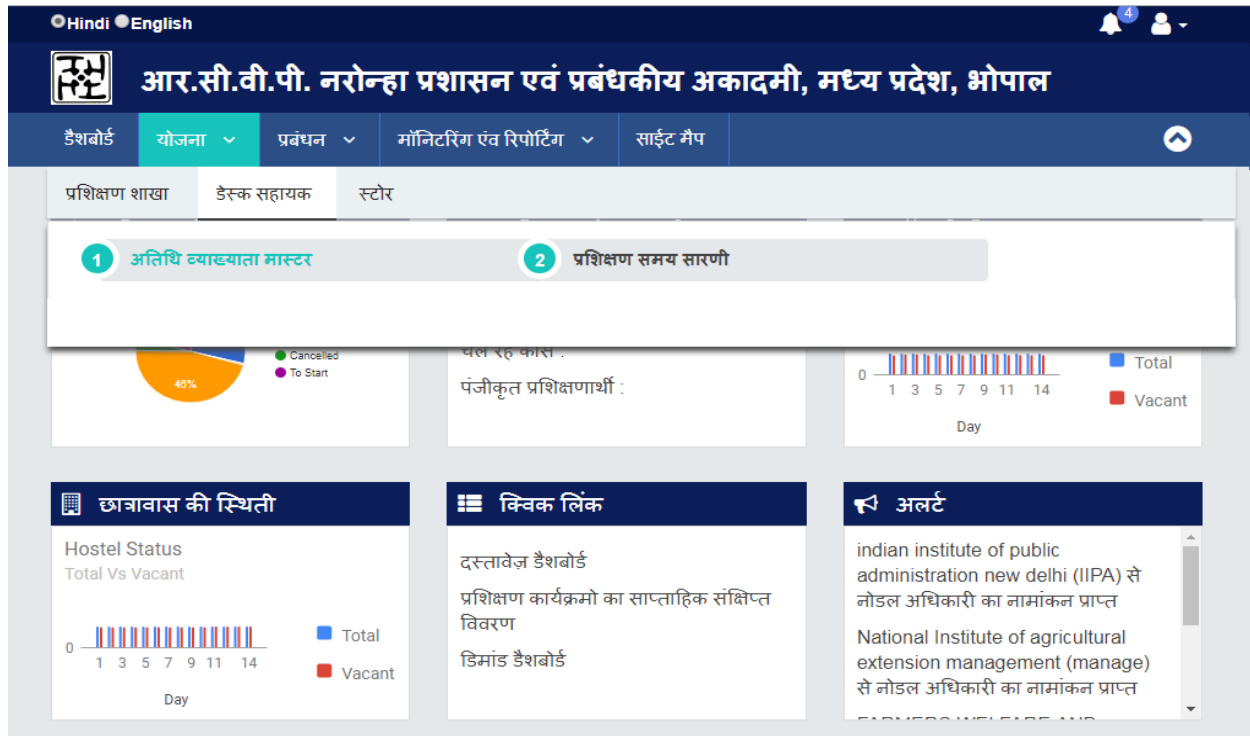 Hindi English
4
आर.सी.वी.पी. नरोन्हा प्रशासन एवं प्रबंधकीय अकादमी, मध्य प्रदेश, भोपाल
डैशबोर्ड योजना प्रबंधन मॉनिटरिंग एंव रिपोर्टिंग साईट मैप
प्रशिक्षण शाखा डेस्क सहायक स्टोर
1 अतिथि व्याख्याता मास्टर 2 प्रशिक्षण समय सारणी
Cancelled
To Start
46%
चल रहे कोर्स :
पंजीकृत प्रशिक्षणार्थी :
0
1 3 5 7 9 11 14
Day
Total
Vacant
छात्रावास की स्थिती
Hostel Status
Total Vs Vacant
0
1 3 5 7 9 11 14
Day
Total
Vacant
क्विक लिंक
दस्तावेज़ डैशबोर्ड
प्रशिक्षण कार्यक्रमो का साप्ताहिक संक्षिप्त
विवरण
डिमांड डैशबोर्ड
अलर्ट
indian institute of public
administration new delhi (IIPA) से
नोडल अधिकारी का नामांकन प्राप्त
National Institute of agricultural
extension management (manage)
से नोडल अधिकारी का नामांकन प्राप्त
FARMERS WELFARE AND